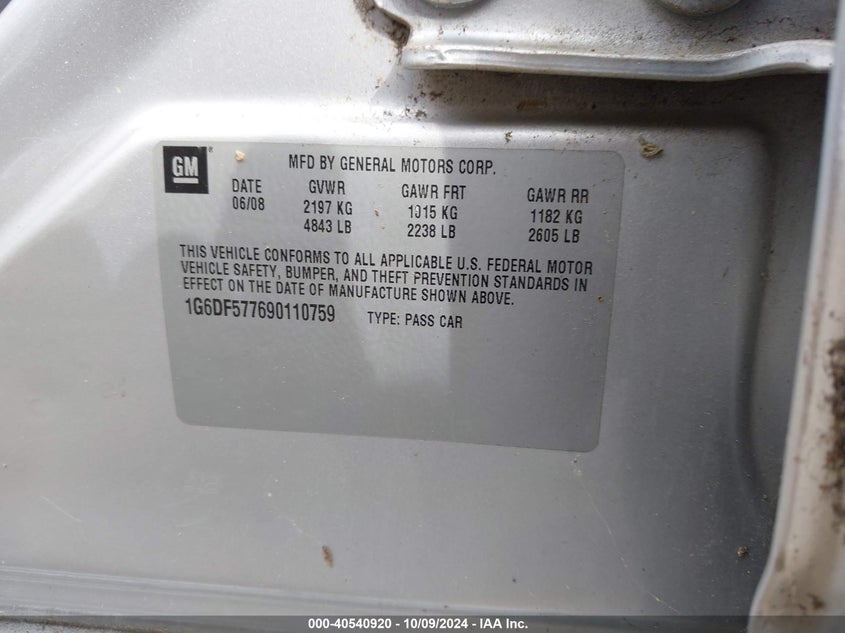 GM®
MFD BY GENERAL MOTORS CORP.
DATE GVWR GAWR FRT GAWR RR
06/08 2197 KG 1015 KG 1182 KG
4843 LB 2238 LB 2605 LB
THIS VEHICLE CONFORMS TO ALL APPLICABLE U.S. FEDERAL MOTOR
VEHICLE SAFETY, BUMPER, AND THEFT PREVENTION STANDARDS IN
EFFECT ON THE DATE OF MANUFACTURE SHOWN ABOVE.
1G6DF577690110759 TYPE: PASS CAR
000-40540920 - 10/09/2024 - IAA Inc.